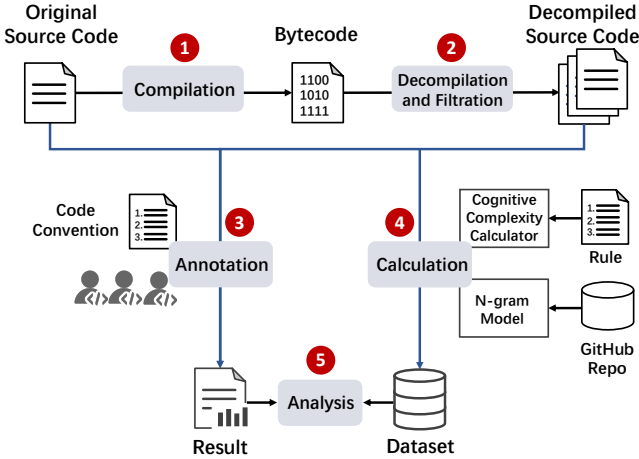 Original
Source Code
1
Compilation
Bytecode
1100
1010
1111
2
Decompilation
and Filtration
Decompiled
Source Code
Code
Convention
1.
2.
3.
3
Annotation
4
Calculation
Cognitive
Complexity
Calculator
1.
2.
3.
Rule
N-gram
Model
GitHub
Repo
</>
</>
</>
5
Analysis
Result
Dataset